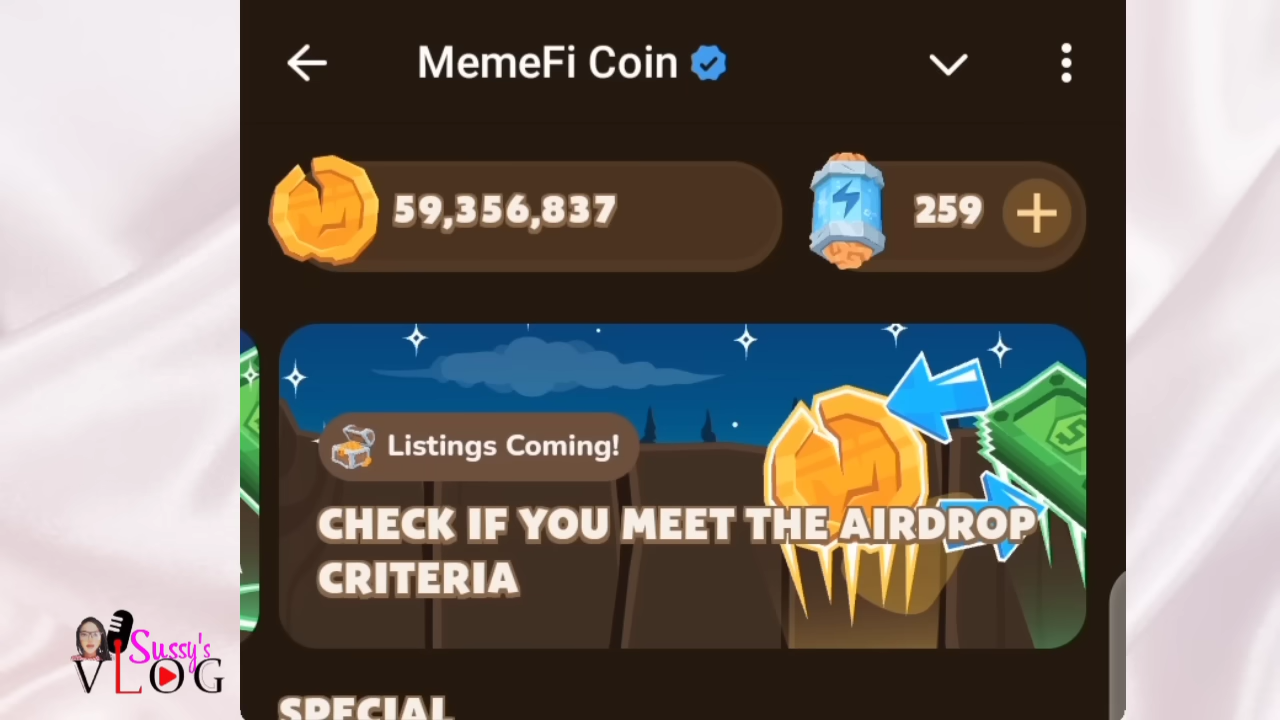 MemeFi Coin
59,356,837
259
Listings Coming!
CHECK IF YOU MEET THE AIRDROP
CRITERIA
SPECIAL
Sussy's
VLOG